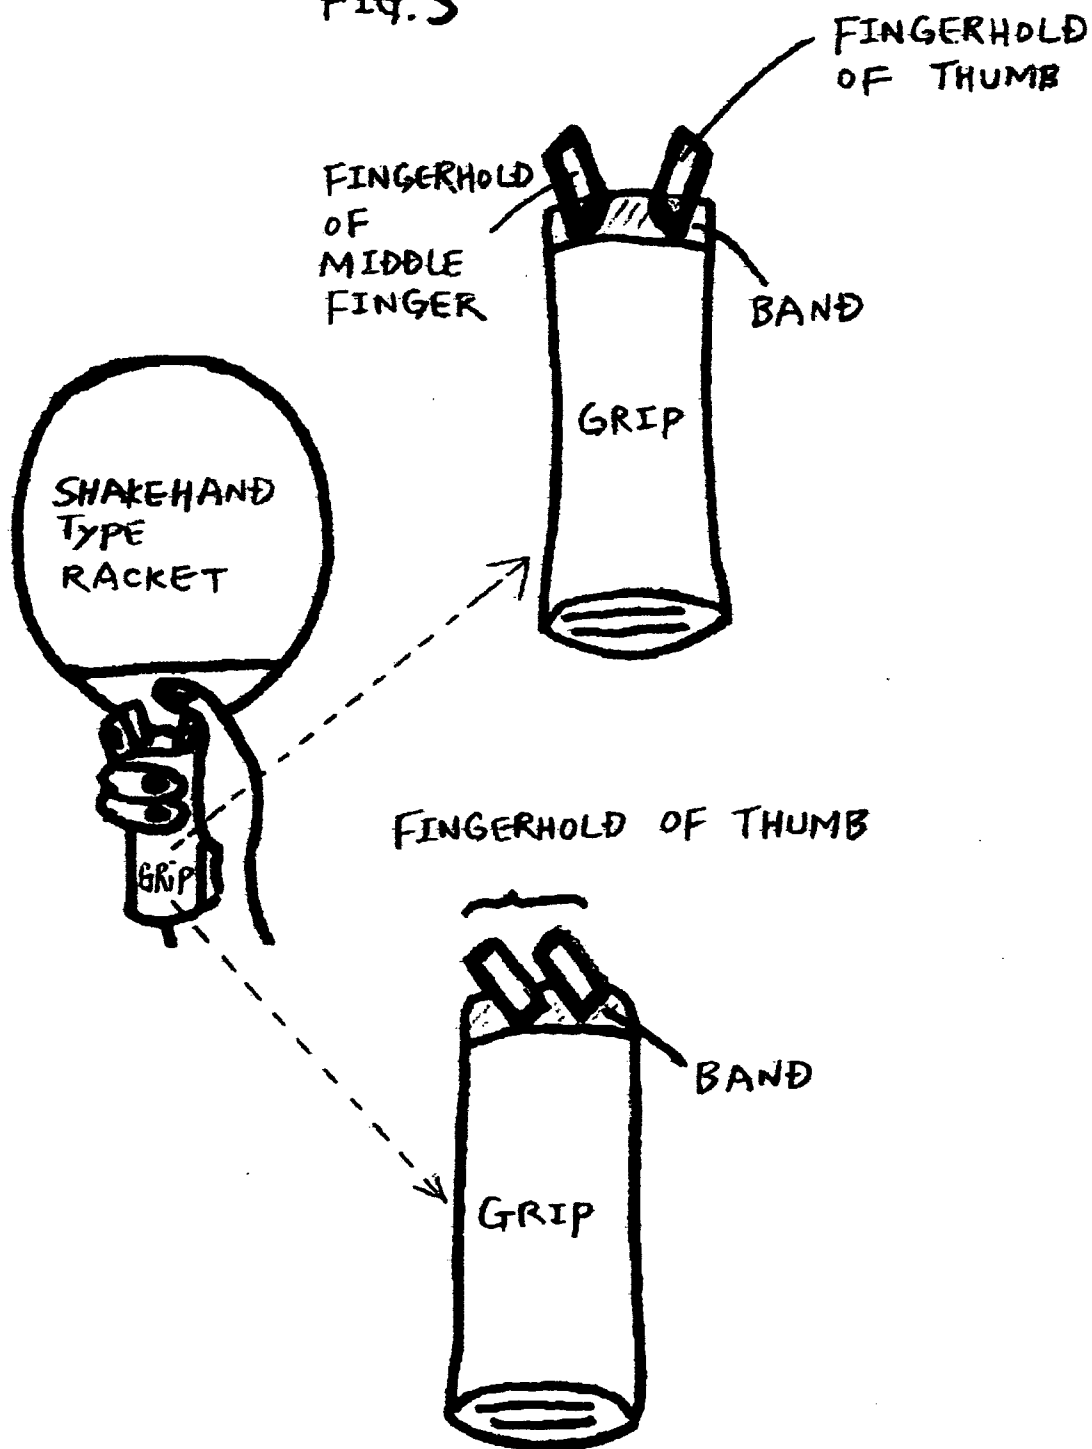 FIG. 3
FINGERHOLD
OF THUMB
FINGERHOLD
OF
MIDDLE
FINGER
BAND
GRIP
SHAKEHAND
TYPE
RACKET
GRIP
FINGERHOLD OF THUMB
BAND
GRIP